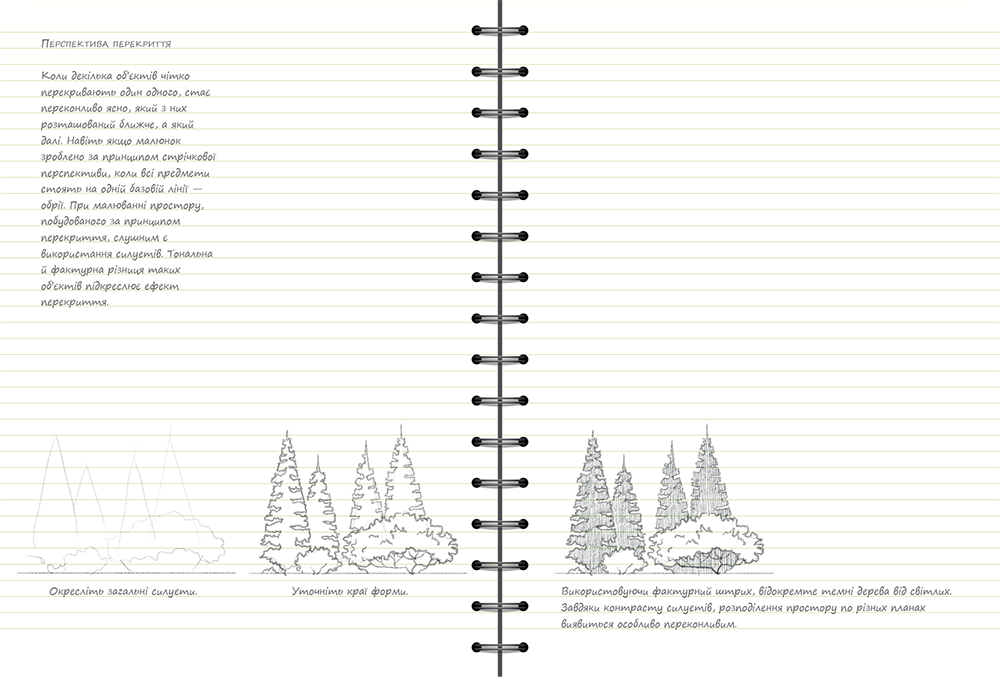 Перспектива, перекриття
Коли декілька об'єктів чітко
перекривають один одного, стає
переконливо ясно, який з них
розташований ближче, а який
далі. Навіть якщо малюнок
зроблено за принципом стрічкової
перспективи, коли всі предмети
стоять на одній базовій лінії —
обрії. При малюванні простору,
побудованого за принципом
перекриття, слушним є
використання силуетів. Тональна
й фактурна різниця таких
об'єктів підкреслює ефект
перекриття.
Окресліть загальні силуети.
Уточніть краї форми.
Використовуючи фактурний штрих, відокремте темні дерева від світлих.
Завдяки контрасту силуетів, розподілення простору по різних планах
виявиться особливо переконливим.